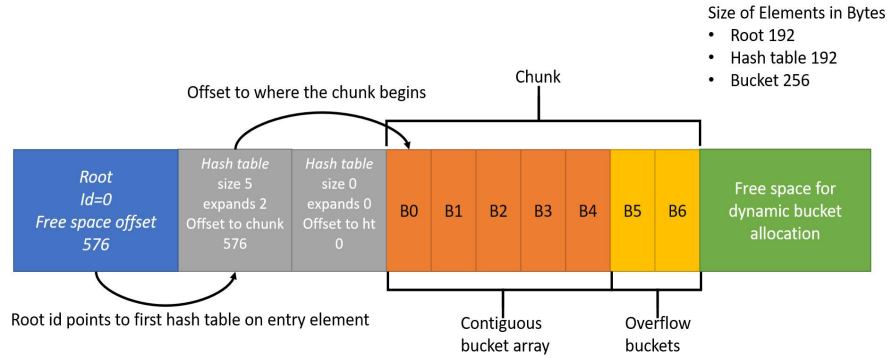 Size of Elements in Bytes
• Root 192
• Hash table 192
• Bucket 256
Chunk
Offset to where the chunk begins
Root
Id=0
Free space offset
576
Hash table
size 5
expands 2
Offset to chunk
576
Hash table
size 0
expands 0
Offset to ht
0
B0
B1
B2
B3
B4
B5
B6
Free space for
dynamic bucket
allocation
Root id points to first hash table on entry element
Contiguous
bucket array
Overflow
buckets